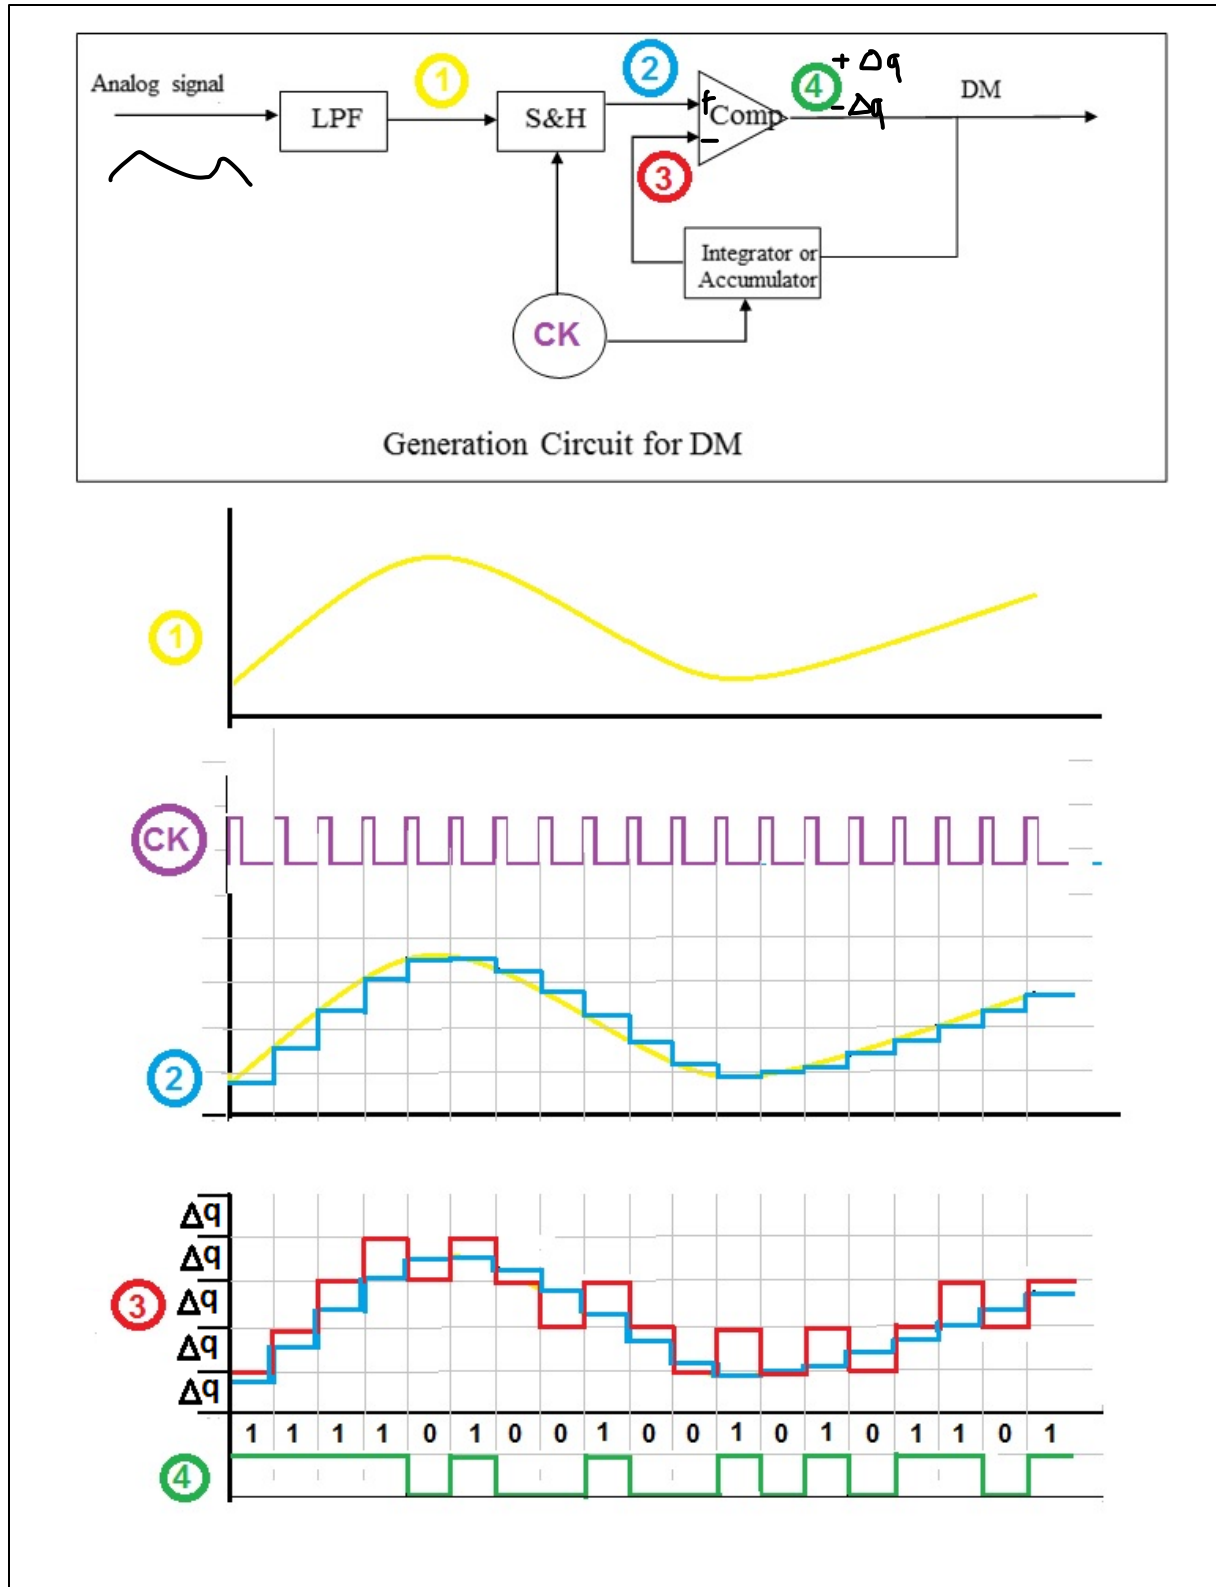 1
2
4
+ Δq
Analog signal
LPF
S&H
+
Comp
- Δq
DM
−
3
Integrator or
Accumulator
CK
Generation Circuit for DM
1
CK
2
Δq
Δq
3
Δq
Δq
Δq
1 1 1 1 0 1 0 0 1 0 0 1 0 1 0 1 1 0 1
4